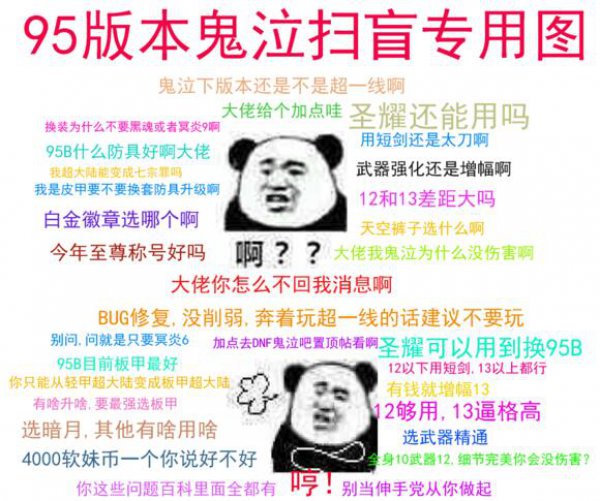 95版本鬼泣扫盲专用图
鬼泣下版本还是不是超一线啊
大佬给个加点哇
圣耀还能用吗
换装为什么不要黑魂或者冥炎9啊
用短剑还是太刀啊
95B什么防具好啊大佬
武器强化还是增幅啊
我超大陆能变成七宗罪吗
我是皮甲要不要换套防具升级啊
12和13差距大吗
白金徽章选哪个啊
天空裤子选什么啊
今年至尊称号好吗
啊？？
大佬我鬼泣为什么没伤害啊
大佬你怎么不回我消息啊
BUG修复,没削弱,奔着玩超一线的话建议不要玩
别问.问就是只要冥炎6
加点去DNF鬼泣吧置顶帖看啊
圣耀可以用到换95B
95B目前板甲最好
12以下用短剑.13以上都行
你只能从轻甲超大陆变成板甲超大陆
有钱就增幅13
有啥升啥,要最强选板甲
12够用,13逼格高
选暗月,其他有啥用啥
选武器精通
4000软妹币一个你说好不好
全身10武器12,细节完美你会没伤害?
你这些问题百科里面全都有
哼!
别当伸手党从你做起